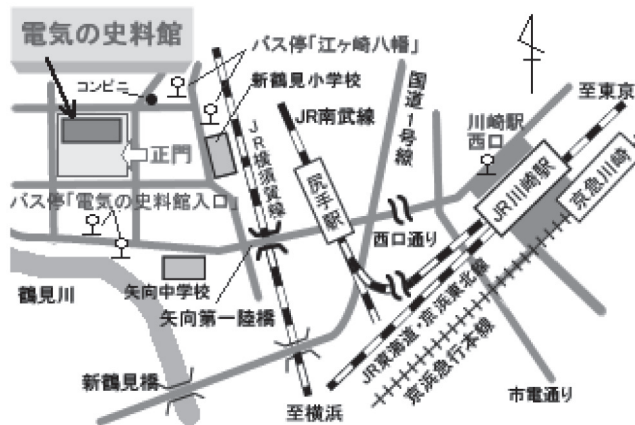 電気の史料館
バス停「江ヶ崎八幡」
コンビニ
新鶴見小学校
国道1号線
至東京
JR南武線
川崎駅
西口
JR横須賀線
正門
尻手駅
JR川崎駅
京急川崎
バス停「電気の史料館入口」
西口通り
鶴見川
矢向中学校
矢向第一陸橋
JR東海道・京浜東北線
京浜急行本線
新鶴見橋
市電通り
至横浜